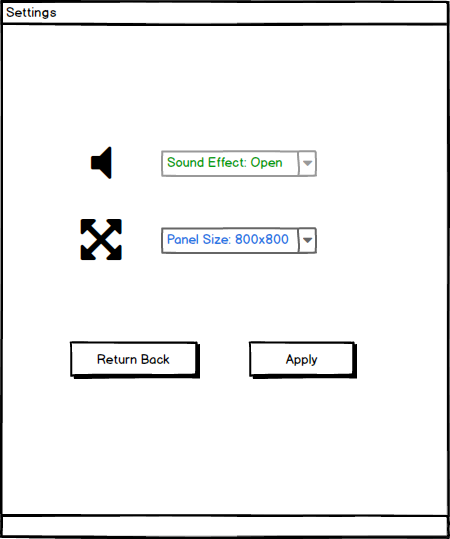 Settings
Sound Effect: Open
Panel Size: 800x800
Return Back
Apply